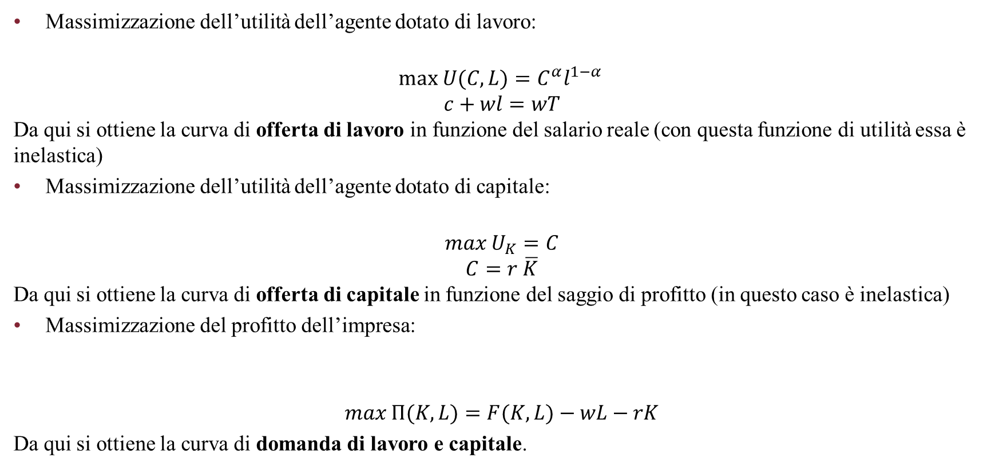 • Massimizzazione dell’utilità dell’agente dotato di lavoro:
max U(C, L) = C^α l^{1−α}
c + wl = wT
Da qui si ottiene la curva di offerta di lavoro in funzione del salario reale (con questa funzione di utilità essa è
inelastica)
• Massimizzazione dell’utilità dell’agente dotato di capitale:
max U_K = C
C = r K̅
Da qui si ottiene la curva di offerta di capitale in funzione del saggio di profitto (in questo caso è inelastica)
• Massimizzazione del profitto dell’impresa:
max Π(K, L) = F(K, L) − wL − rK
Da qui si ottiene la curva di domanda di lavoro e capitale.